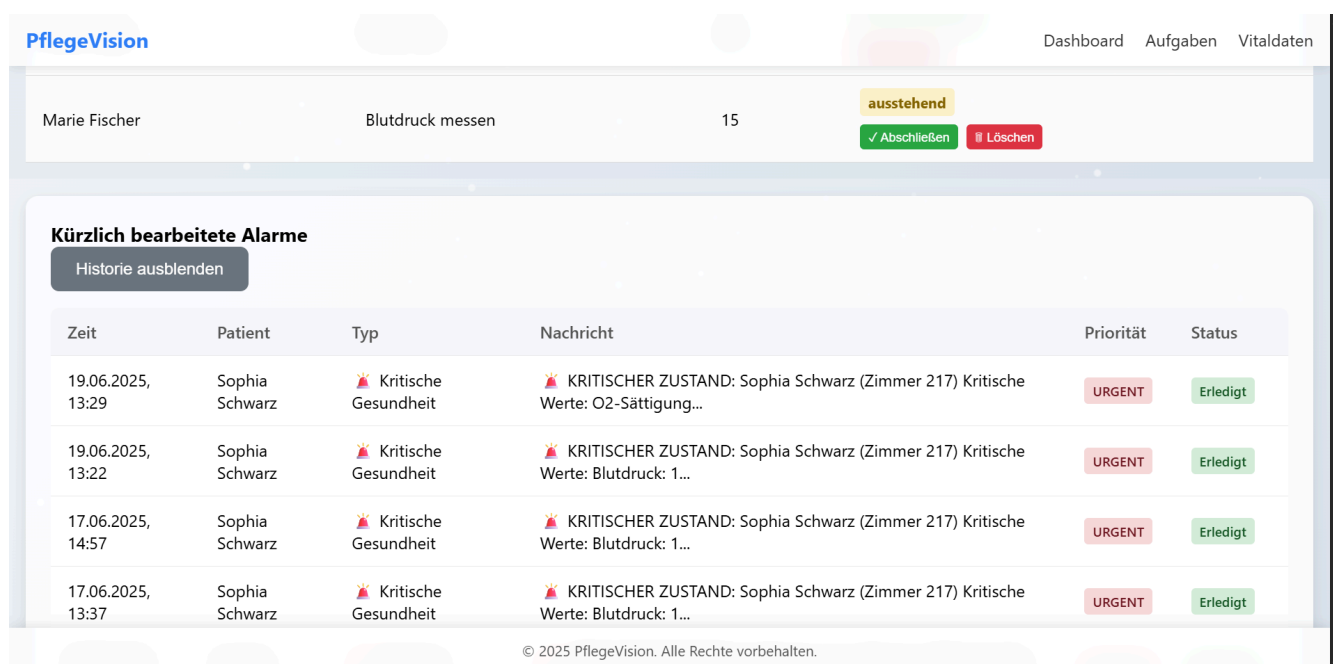 PflegeVision
Dashboard Aufgaben Vitaldaten
Marie Fischer Blutdruck messen 15 ausstehend
✓ Abschließen 🗑 Löschen
Kürzlich bearbeitete Alarme
Historie ausblenden
Zeit Patient Typ Nachricht Priorität Status
19.06.2025, Sophia 🚨 Kritische 🚨 KRITISCHER ZUSTAND: Sophia Schwarz (Zimmer 217) Kritische URGENT Erledigt
13:29 Schwarz Gesundheit Werte: O2-Sättigung...
19.06.2025, Sophia 🚨 Kritische 🚨 KRITISCHER ZUSTAND: Sophia Schwarz (Zimmer 217) Kritische URGENT Erledigt
13:22 Schwarz Gesundheit Werte: Blutdruck: 1...
17.06.2025, Sophia 🚨 Kritische 🚨 KRITISCHER ZUSTAND: Sophia Schwarz (Zimmer 217) Kritische URGENT Erledigt
14:57 Schwarz Gesundheit Werte: Blutdruck: 1...
17.06.2025, Sophia 🚨 Kritische 🚨 KRITISCHER ZUSTAND: Sophia Schwarz (Zimmer 217) Kritische URGENT Erledigt
13:37 Schwarz Gesundheit Werte: Blutdruck: 1...
© 2025 PflegeVision. Alle Rechte vorbehalten.